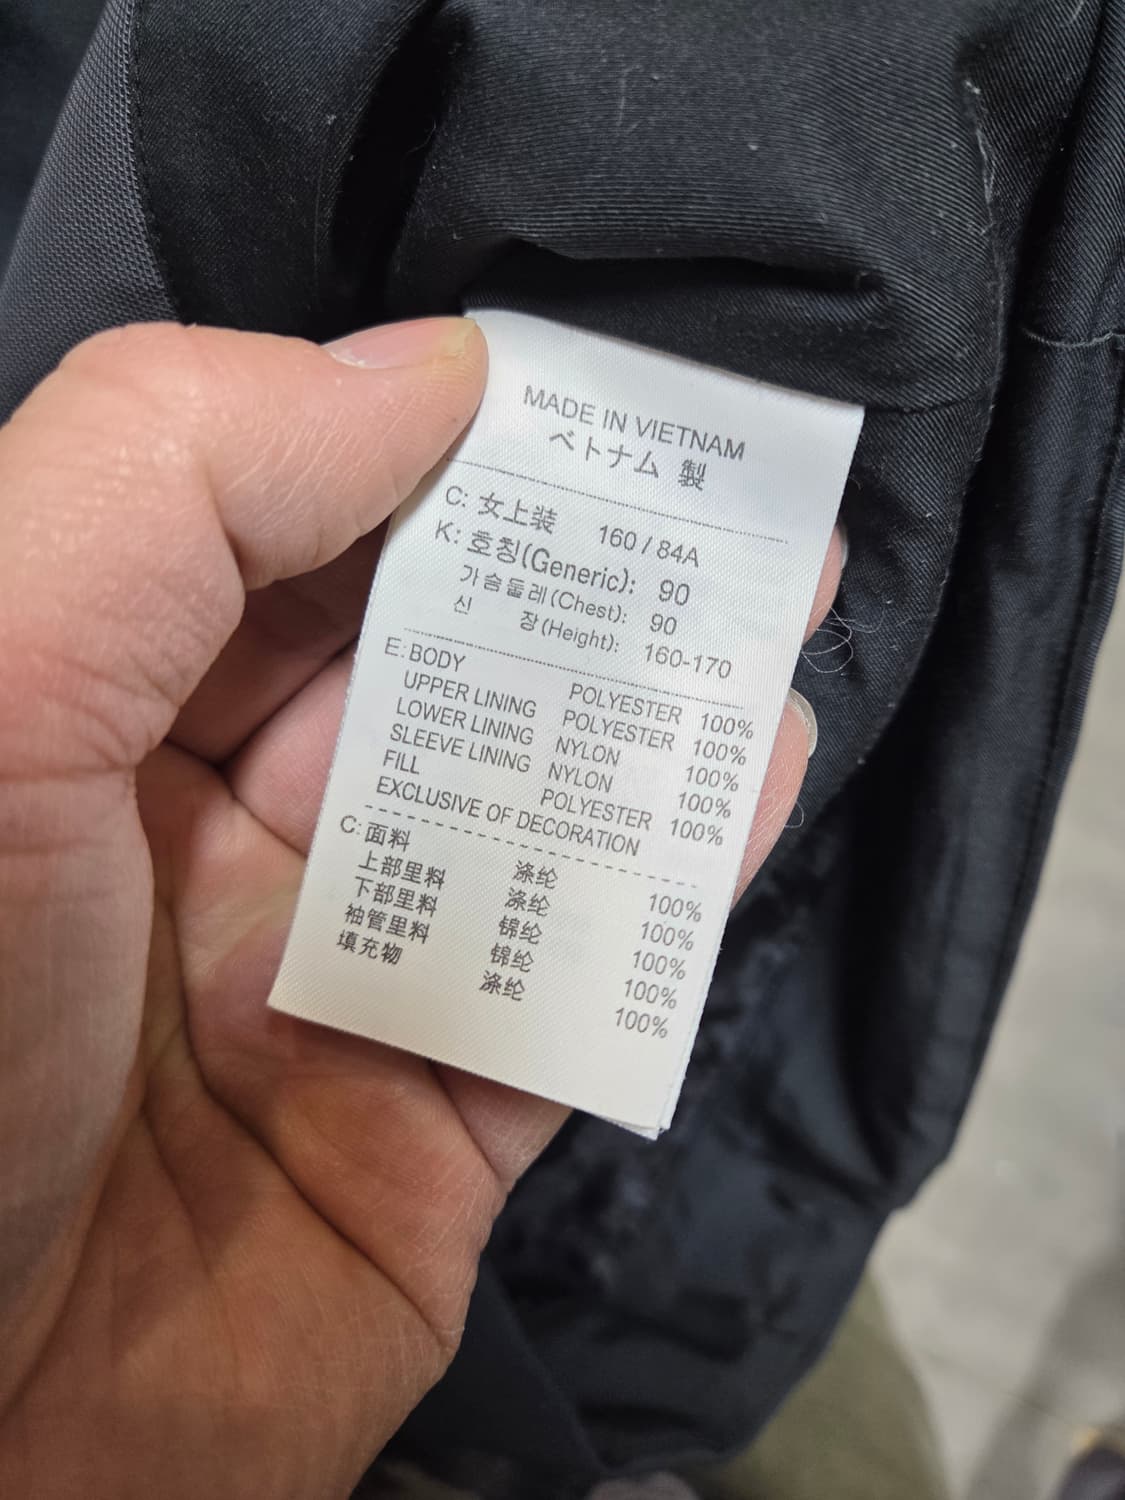 MADE IN VIETNAM
ベトナム 製
C: 女上装 160 / 84A
K: 호칭(Generic): 90
가슴둘레(Chest): 90
신 장(Height): 160-170
E: BODY POLYESTER 100%
UPPER LINING POLYESTER 100%
LOWER LINING NYLON 100%
SLEEVE LINING NYLON 100%
FILL POLYESTER 100%
EXCLUSIVE OF DECORATION
C: 面料 涤纶 100%
上部里料 涤纶 100%
下部里料 锦纶 100%
袖管里料 锦纶 100%
填充物 涤纶 100%